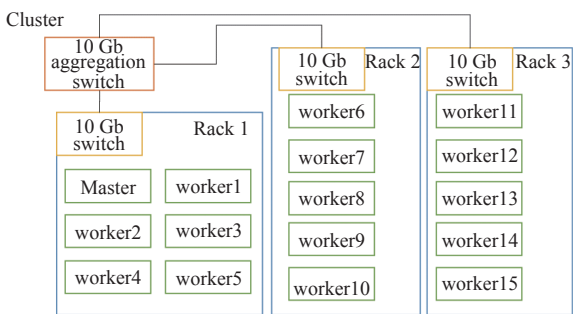 Cluster
10 Gb
aggregation
switch
10 Gb
switch
Rack 1
Master
worker1
worker2
worker3
worker4
worker5
10 Gb
switch
Rack 2
worker6
worker7
worker8
worker9
worker10
10 Gb
switch
Rack 3
worker11
worker12
worker13
worker14
worker15